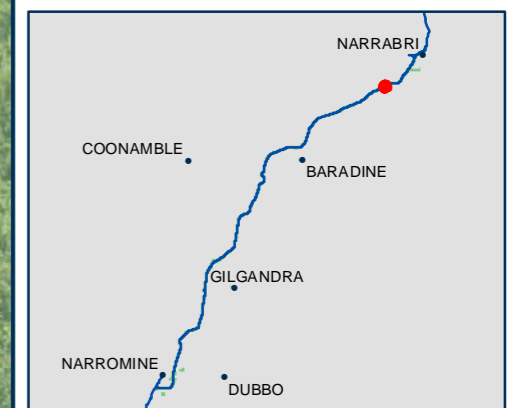 NARRABRI
COONAMBLE
BARADINE
GILGANDRA
NARROMINE
DUBBO